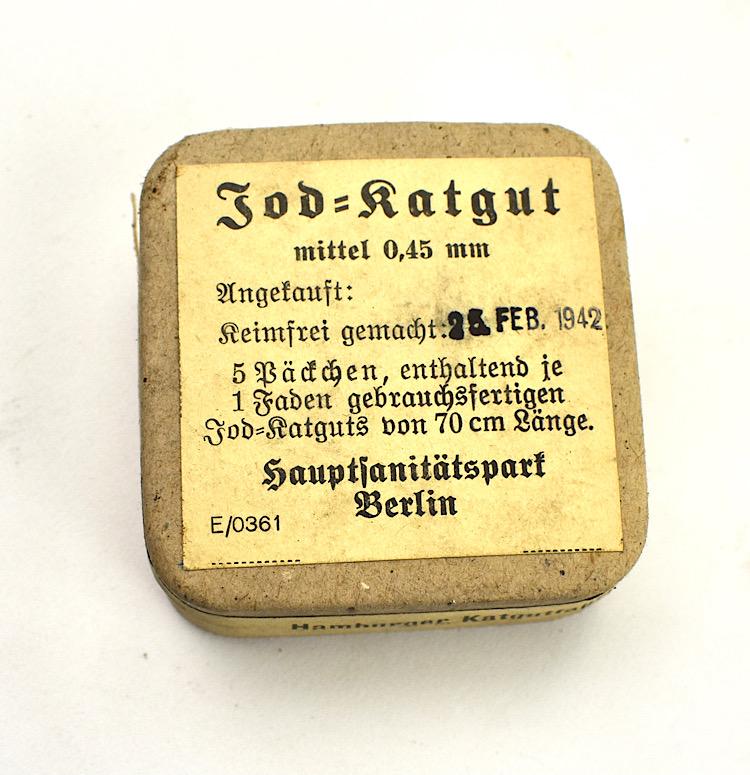 Jod=Katgut
mittel 0,45 mm
Angekauft:
Keimfrei gemacht: FEB. 1942
5 Päckchen, enthaltend je
1 Faden gebrauchsfertigen
Jod=Katguts von 70 cm Länge.
Hauptsanitätspark
Berlin
E/0361
Hamburger